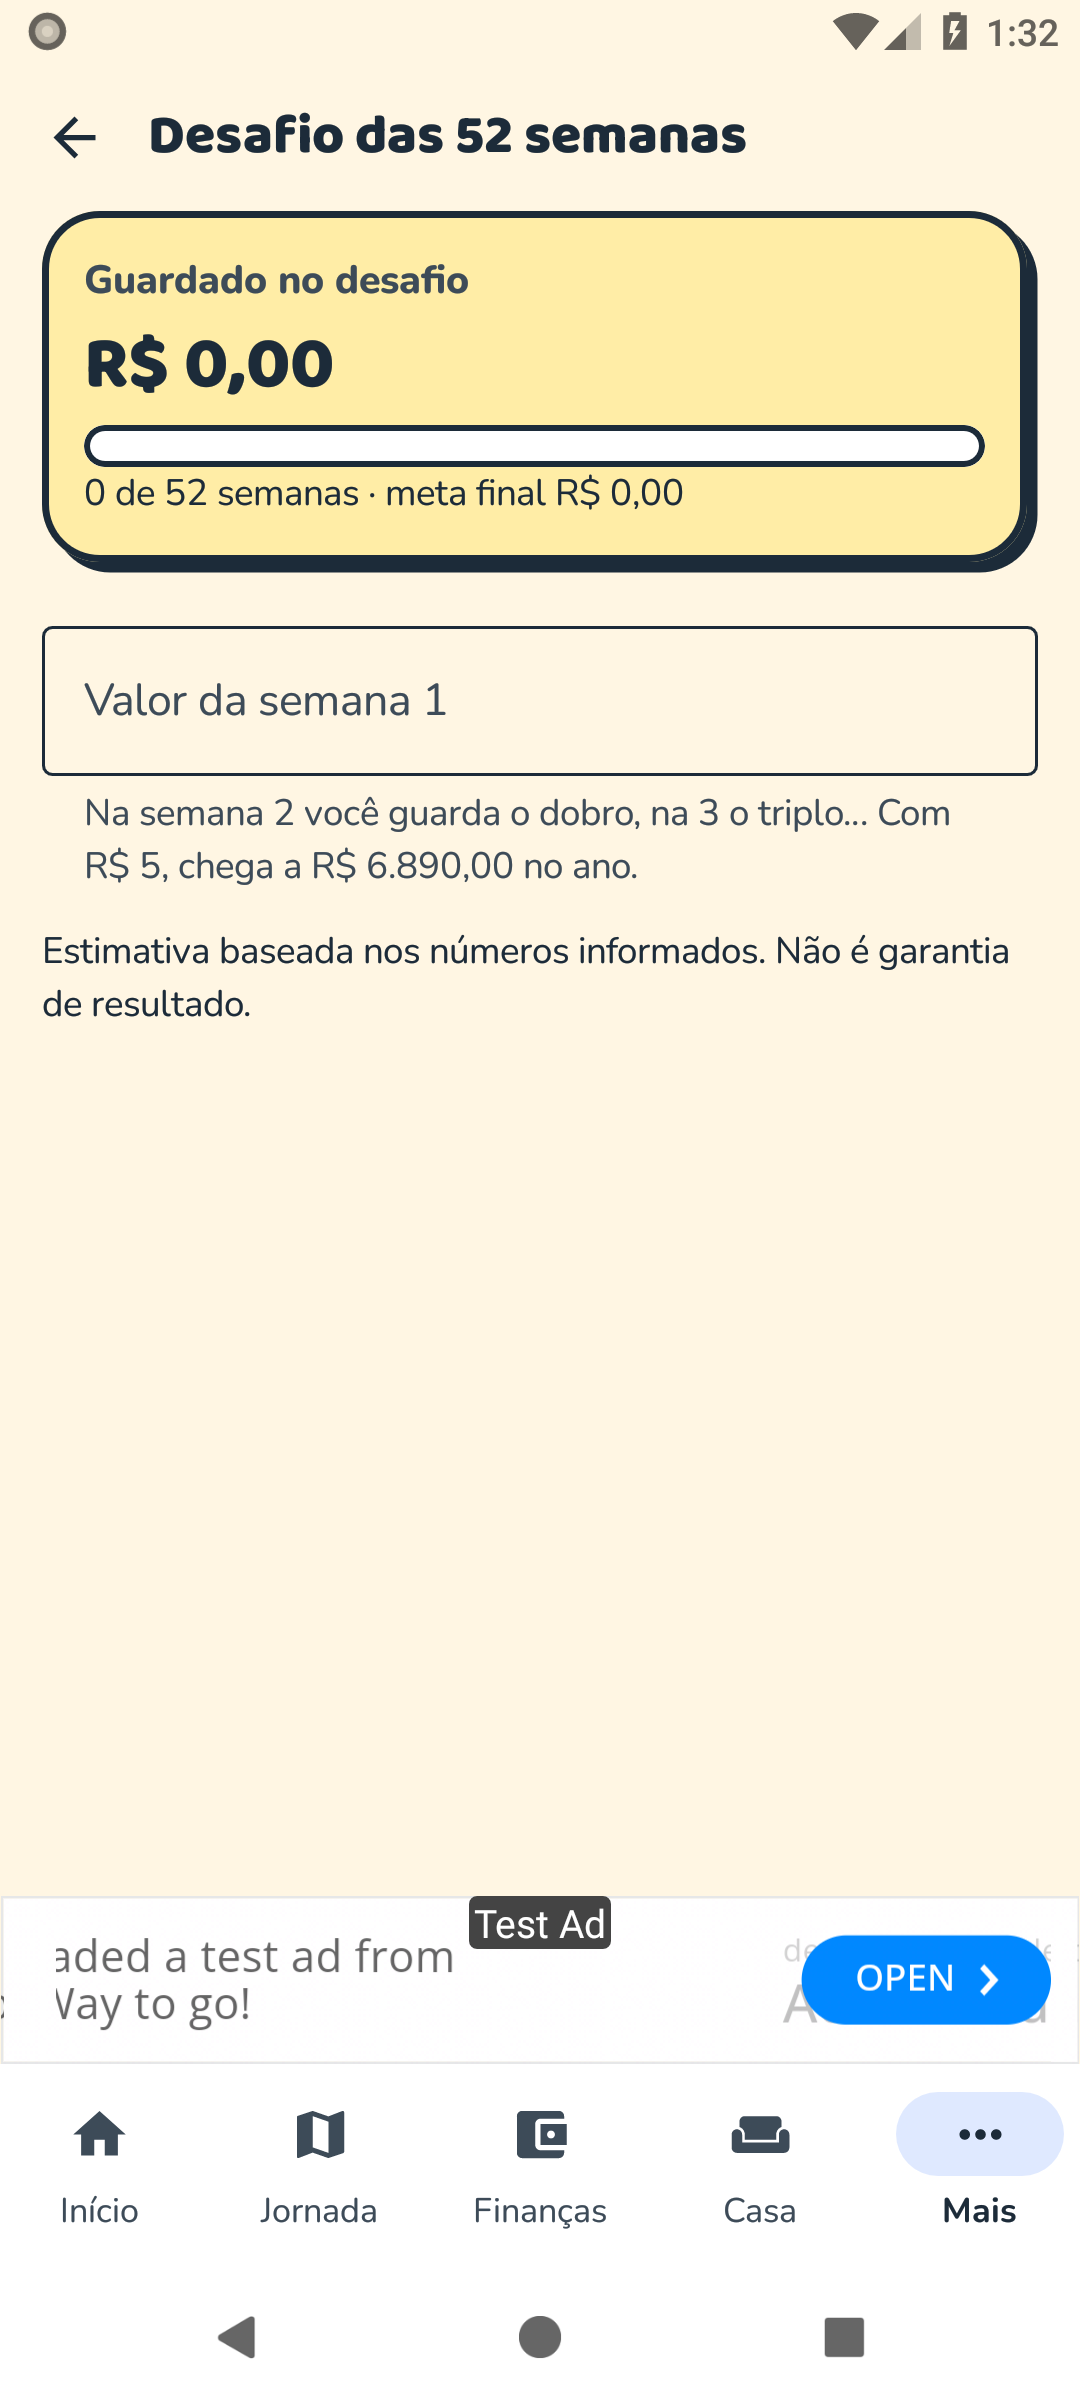 1:32
Desafio das 52 semanas
Guardado no desafio
R$ 0,00
0 de 52 semanas · meta final R$ 0,00
Valor da semana 1
Na semana 2 você guarda o dobro, na 3 o triplo... Com
R$ 5, chega a R$ 6.890,00 no ano.
Estimativa baseada nos números informados. Não é garantia
de resultado.
Test Ad
aded a test ad from
Way to go!
OPEN
Início
Jornada
Finanças
Casa
Mais